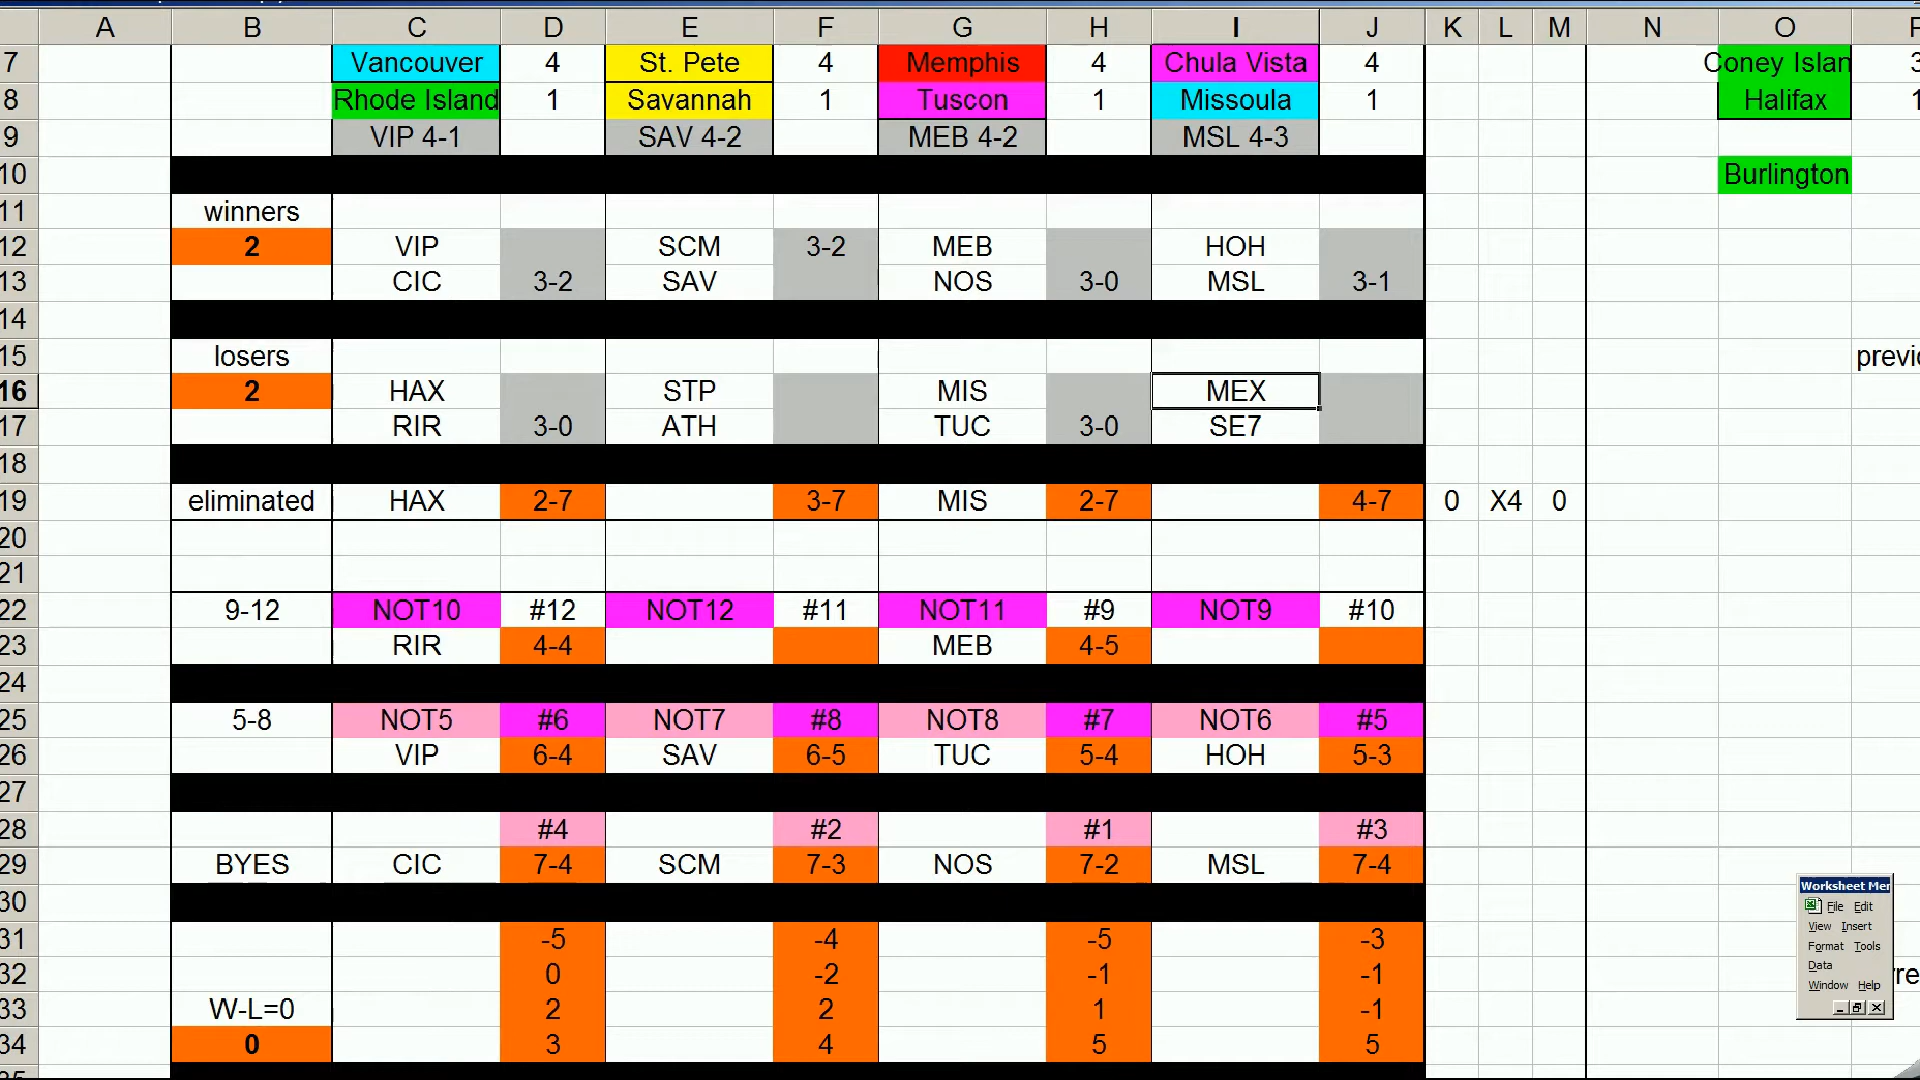 A B C D E F G H I J K L M N O
7 Vancouver 4 St. Pete 4 Memphis 4 Chula Vista 4 Coney Islan 3
8 Rhode Island 1 Savannah 1 Tuscon 1 Missoula 1 Halifax 1
9 VIP 4-1 SAV 4-2 MEB 4-2 MSL 4-3
10 Burlington
11 winners
12 2 VIP SCM 3-2 MEB HOH
13 CIC 3-2 SAV NOS 3-0 MSL 3-1
14
15 losers previc
16 2 HAX STP MIS MEX
17 RIR 3-0 ATH TUC 3-0 SE7
18
19 eliminated HAX 2-7 3-7 MIS 2-7 4-7 0 X4 0
20
21
22 9-12 NOT10 #12 NOT12 #11 NOT11 #9 NOT9 #10
23 RIR 4-4 MEB 4-5
24
25 5-8 NOT5 #6 NOT7 #8 NOT8 #7 NOT6 #5
26 VIP 6-4 SAV 6-5 TUC 5-4 HOH 5-3
27
28 #4 #2 #1 #3
29 BYES CIC 7-4 SCM 7-3 NOS 7-2 MSL 7-4
30
31 -5 -4 -5 -3
32 0 -2 -1 -1
33 W-L=0 2 2 1 -1
34 0 3 4 5 5
Worksheet Mer
File Edit
View Insert
Format Tools
Data
Window Help